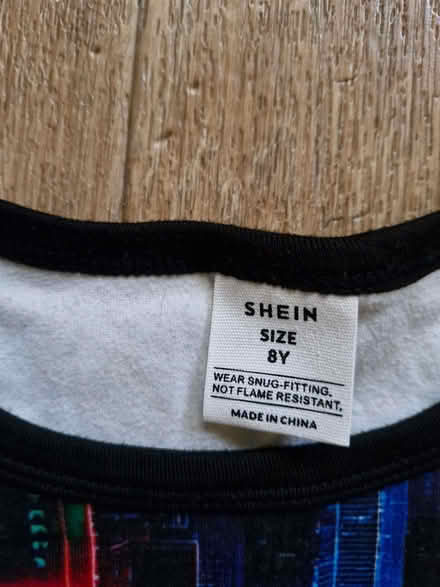 SHEIN
SIZE
8Y
WEAR SNUG-FITTING.
NOT FLAME RESISTANT.
MADE IN CHINA